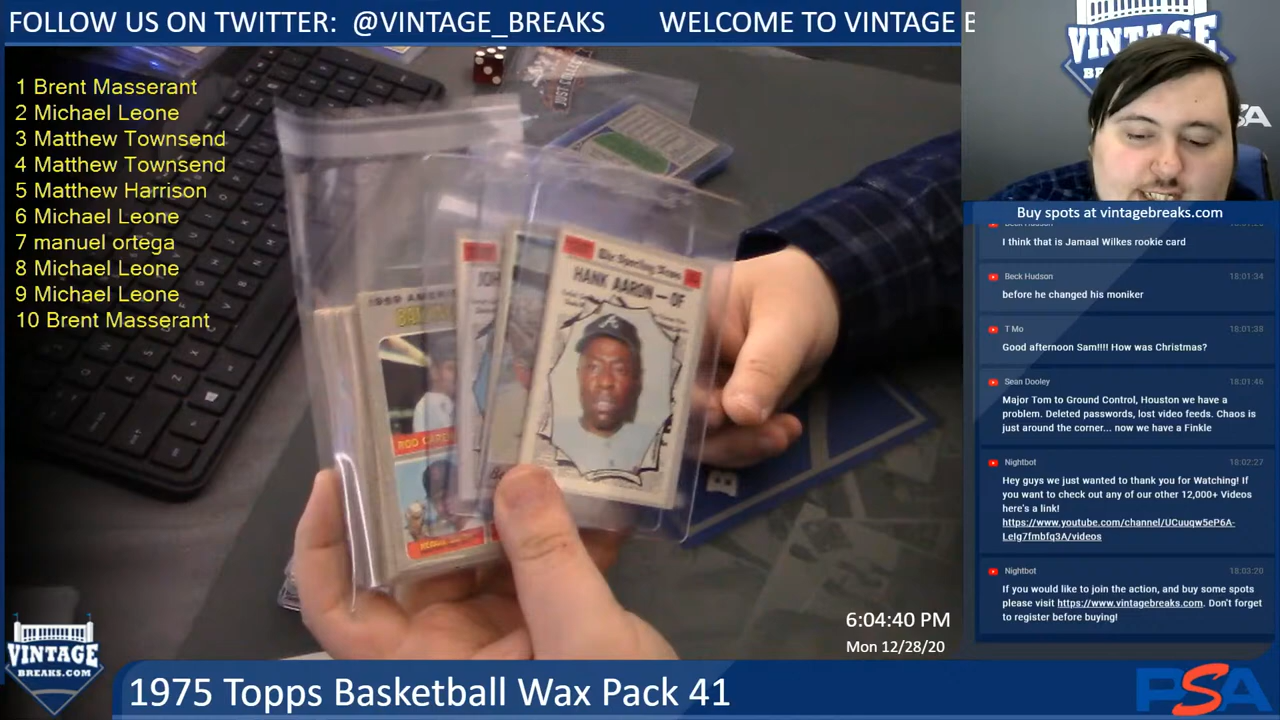 FOLLOW US ON TWITTER: @VINTAGE_BREAKS WELCOME TO VINTAGE
1 Brent Masserant
2 Michael Leone
3 Matthew Townsend
4 Matthew Townsend
5 Matthew Harrison
6 Michael Leone
7 manuel ortega
8 Michael Leone
9 Michael Leone
10 Brent Masserant
JUST COLLECT
The Sporting News
HANK AARON — OF
1969 AMERI
JOH
A
ROD CARE
REGGIE
VINTAGE
Buy spots at vintagebreaks.com
I think that is Jamaal Wilkes rookie card
Beck Hudson 18:01:34
before he changed his moniker
T Mo 18:01:38
Good afternoon Sam!!!! How was Christmas?
Sean Dooley 18:01:46
Major Tom to Ground Control, Houston we have a
problem. Deleted passwords, lost video feeds. Chaos is
just around the corner... now we have a Finkle
Nightbot 18:02:27
Hey guys we just wanted to thank you for Watching! If
you want to check out any of our other 12,000+ Videos
here's a link!
https://www.youtube.com/channel/UCuuqw5eP6A-
LeIg7fmbfq3A/videos
Nightbot 18:03:20
If you would like to join the action, and buy some spots
please visit https://www.vintagebreaks.com. Don't forget
to register before buying!
6:04:40 PM
Mon 12/28/20
VINTAGE
BREAKS.COM
1975 Topps Basketball Wax Pack 41
PSA